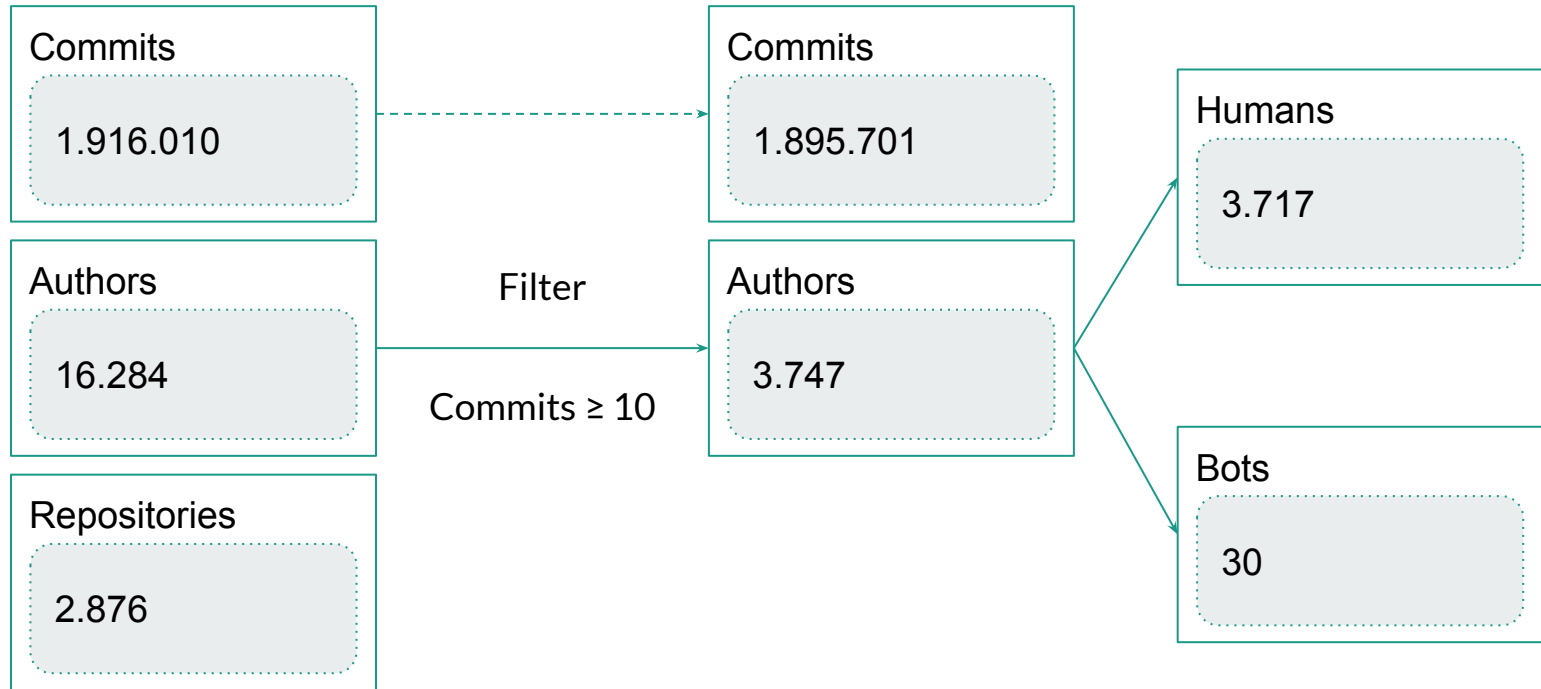 Commits
1.916.010
Authors
16.284
Repositories
2.876
Filter
Commits ≥ 10
Commits
1.895.701
Authors
3.747
Humans
3.717
Bots
30